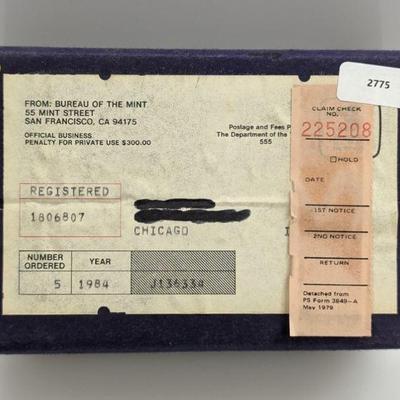 2775
FROM: BUREAU OF THE MINT
55 MINT STREET
SAN FRANCISCO, CA 94175
OFFICIAL BUSINESS
PENALTY FOR PRIVATE USE $300.00
Postage and Fees P
The Department of the
555
REGISTERED
1806807
CHICAGO I
NUMBER ORDERED YEAR
5 1984 J136334
CLAIM CHECK
NO.
225208
HOLD
DATE
1ST NOTICE
2ND NOTICE
RETURN
Detached from
PS Form 3849-A
May 1979